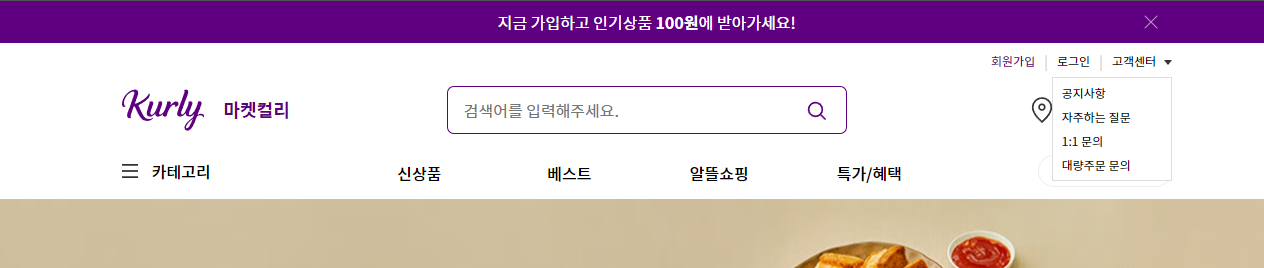 지금 가입하고 인기상품 100원에 받아가세요!
회원가입 로그인 고객센터
Kurly 마켓컬리
검색어를 입력해주세요.
공지사항
자주하는 질문
1:1 문의
대량주문 문의
카테고리 신상품 베스트 알뜰쇼핑 특가/혜택